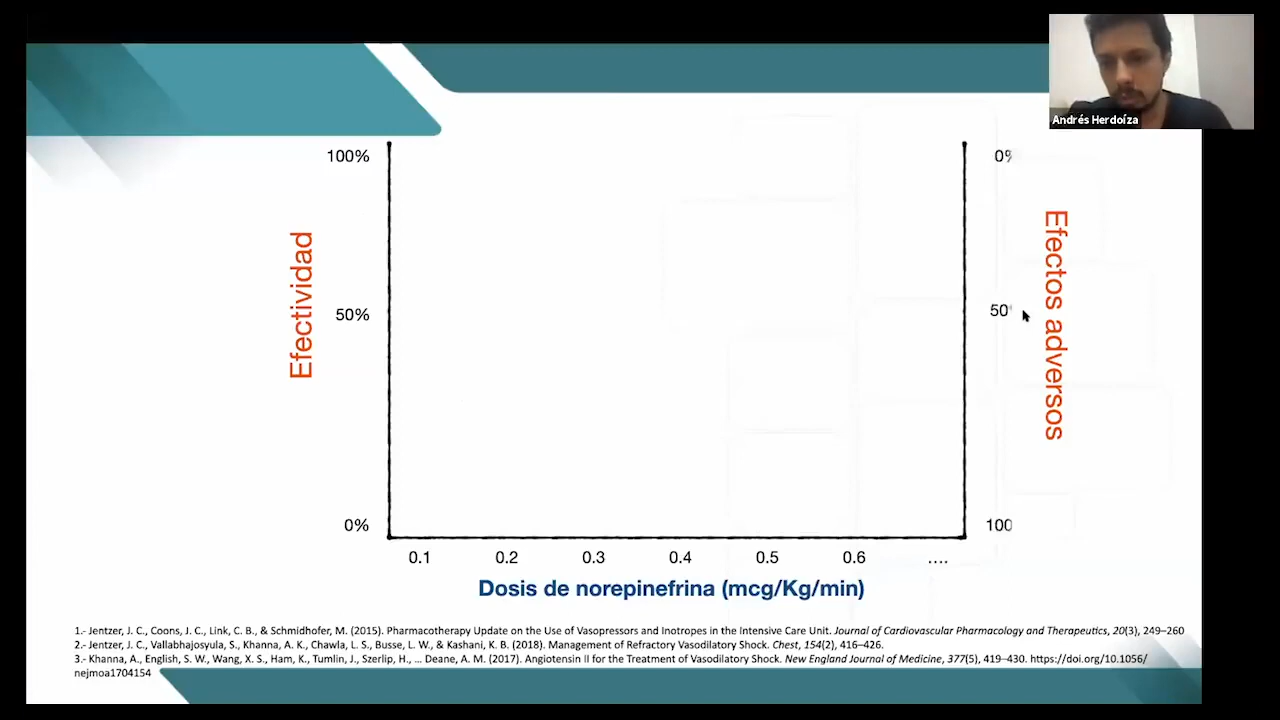 Andrés Herdoíza
100%
0%
Efectividad
Efectos adversos
50%
50
0%
100
0.1 0.2 0.3 0.4 0.5 0.6 ....
Dosis de norepinefrina (mcg/Kg/min)
1.- Jentzer, J. C., Coons, J. C., Link, C. B., & Schmidhofer, M. (2015). Pharmacotherapy Update on the Use of Vasopressors and Inotropes in the Intensive Care Unit. Journal of Cardiovascular Pharmacology and Therapeutics, 20(3), 249–260
2.- Jentzer, J. C., Vallabhajosyula, S., Khanna, A. K., Chawla, L. S., Busse, L. W., & Kashani, K. B. (2018). Management of Refractory Vasodilatory Shock. Chest, 154(2), 416–426.
3.- Khanna, A., English, S. W., Wang, X. S., Ham, K., Tumlin, J., Szerlip, H., … Deane, A. M. (2017). Angiotensin II for the Treatment of Vasodilatory Shock. New England Journal of Medicine, 377(5), 419–430. https://doi.org/10.1056/
nejmoa1704154